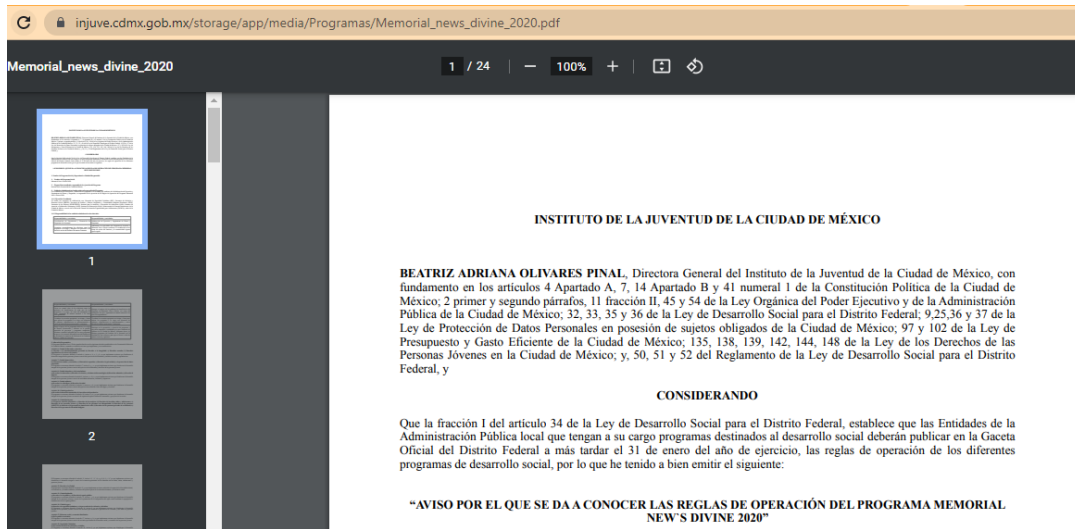 injuve.cdmx.gob.mx/storage/app/media/Programas/Memorial_news_divine_2020.pdf
Memorial_news_divine_2020
1 / 24
100%
1
2
INSTITUTO DE LA JUVENTUD DE LA CIUDAD DE MÉXICO
BEATRIZ ADRIANA OLIVARES PINAL, Directora General del Instituto de la Juventud de la Ciudad de México, con
fundamento en los artículos 4 Apartado A, 7, 14 Apartado B y 41 numeral 1 de la Constitución Política de la Ciudad de
México; 2 primer y segundo párrafos, 11 fracción II, 45 y 54 de la Ley Orgánica del Poder Ejecutivo y de la Administración
Pública de la Ciudad de México; 32, 33, 35 y 36 de la Ley de Desarrollo Social para el Distrito Federal; 9,25,36 y 37 de la
Ley de Protección de Datos Personales en posesión de sujetos obligados de la Ciudad de México; 97 y 102 de la Ley de
Presupuesto y Gasto Eficiente de la Ciudad de México; 135, 138, 139, 142, 144, 148 de la Ley de los Derechos de las
Personas Jóvenes en la Ciudad de México; y, 50, 51 y 52 del Reglamento de la Ley de Desarrollo Social para el Distrito
Federal, y
CONSIDERANDO
Que la fracción I del artículo 34 de la Ley de Desarrollo Social para el Distrito Federal, establece que las Entidades de la
Administración Pública local que tengan a su cargo programas destinados al desarrollo social deberán publicar en la Gaceta
Oficial del Distrito Federal a más tardar el 31 de enero del año de ejercicio, las reglas de operación de los diferentes
programas de desarrollo social, por lo que he tenido a bien emitir el siguiente:
“AVISO POR EL QUE SE DA A CONOCER LAS REGLAS DE OPERACIÓN DEL PROGRAMA MEMORIAL
NEW`S DIVINE 2020”